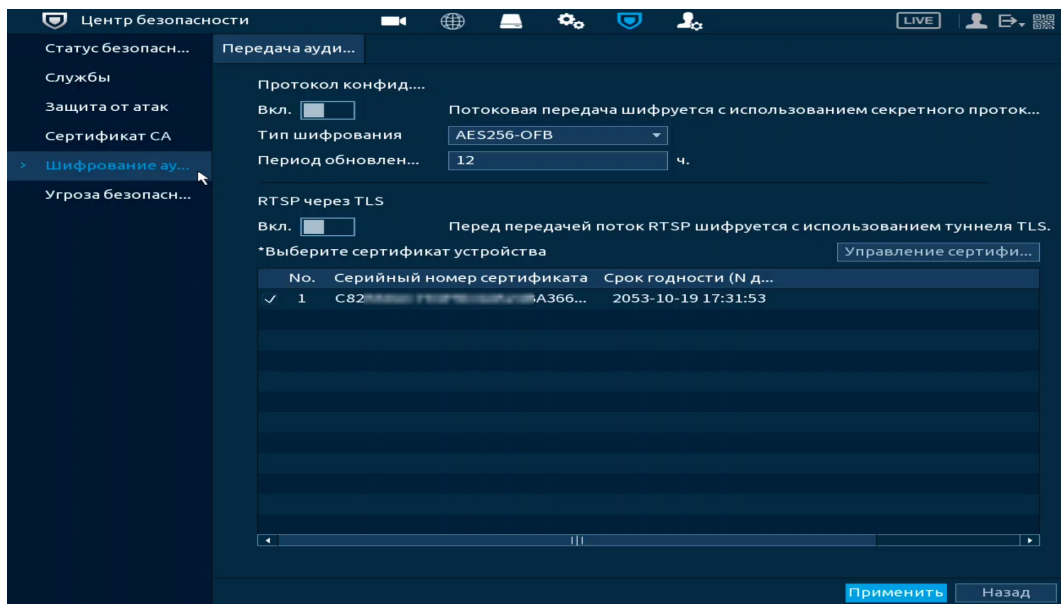 Центр безопасности
LIVE
Статус безопасн...
Службы
Защита от атак
Сертификат CA
Шифрование ау...
Угроза безопасн...
Передача ауди...
Протокол конфид....
Вкл. Потоковая передача шифруется с использованием секретного проток...
Тип шифрования AES256-OFB
Период обновлен... 12 ч.
RTSP через TLS
Вкл. Перед передачей поток RTSP шифруется с использованием туннеля TLS.
*Выберите сертификат устройства Управление сертифи...
No. Серийный номер сертификата Срок годности (N д...
1 C82 A366... 2053-10-19 17:31:53
Применить Назад